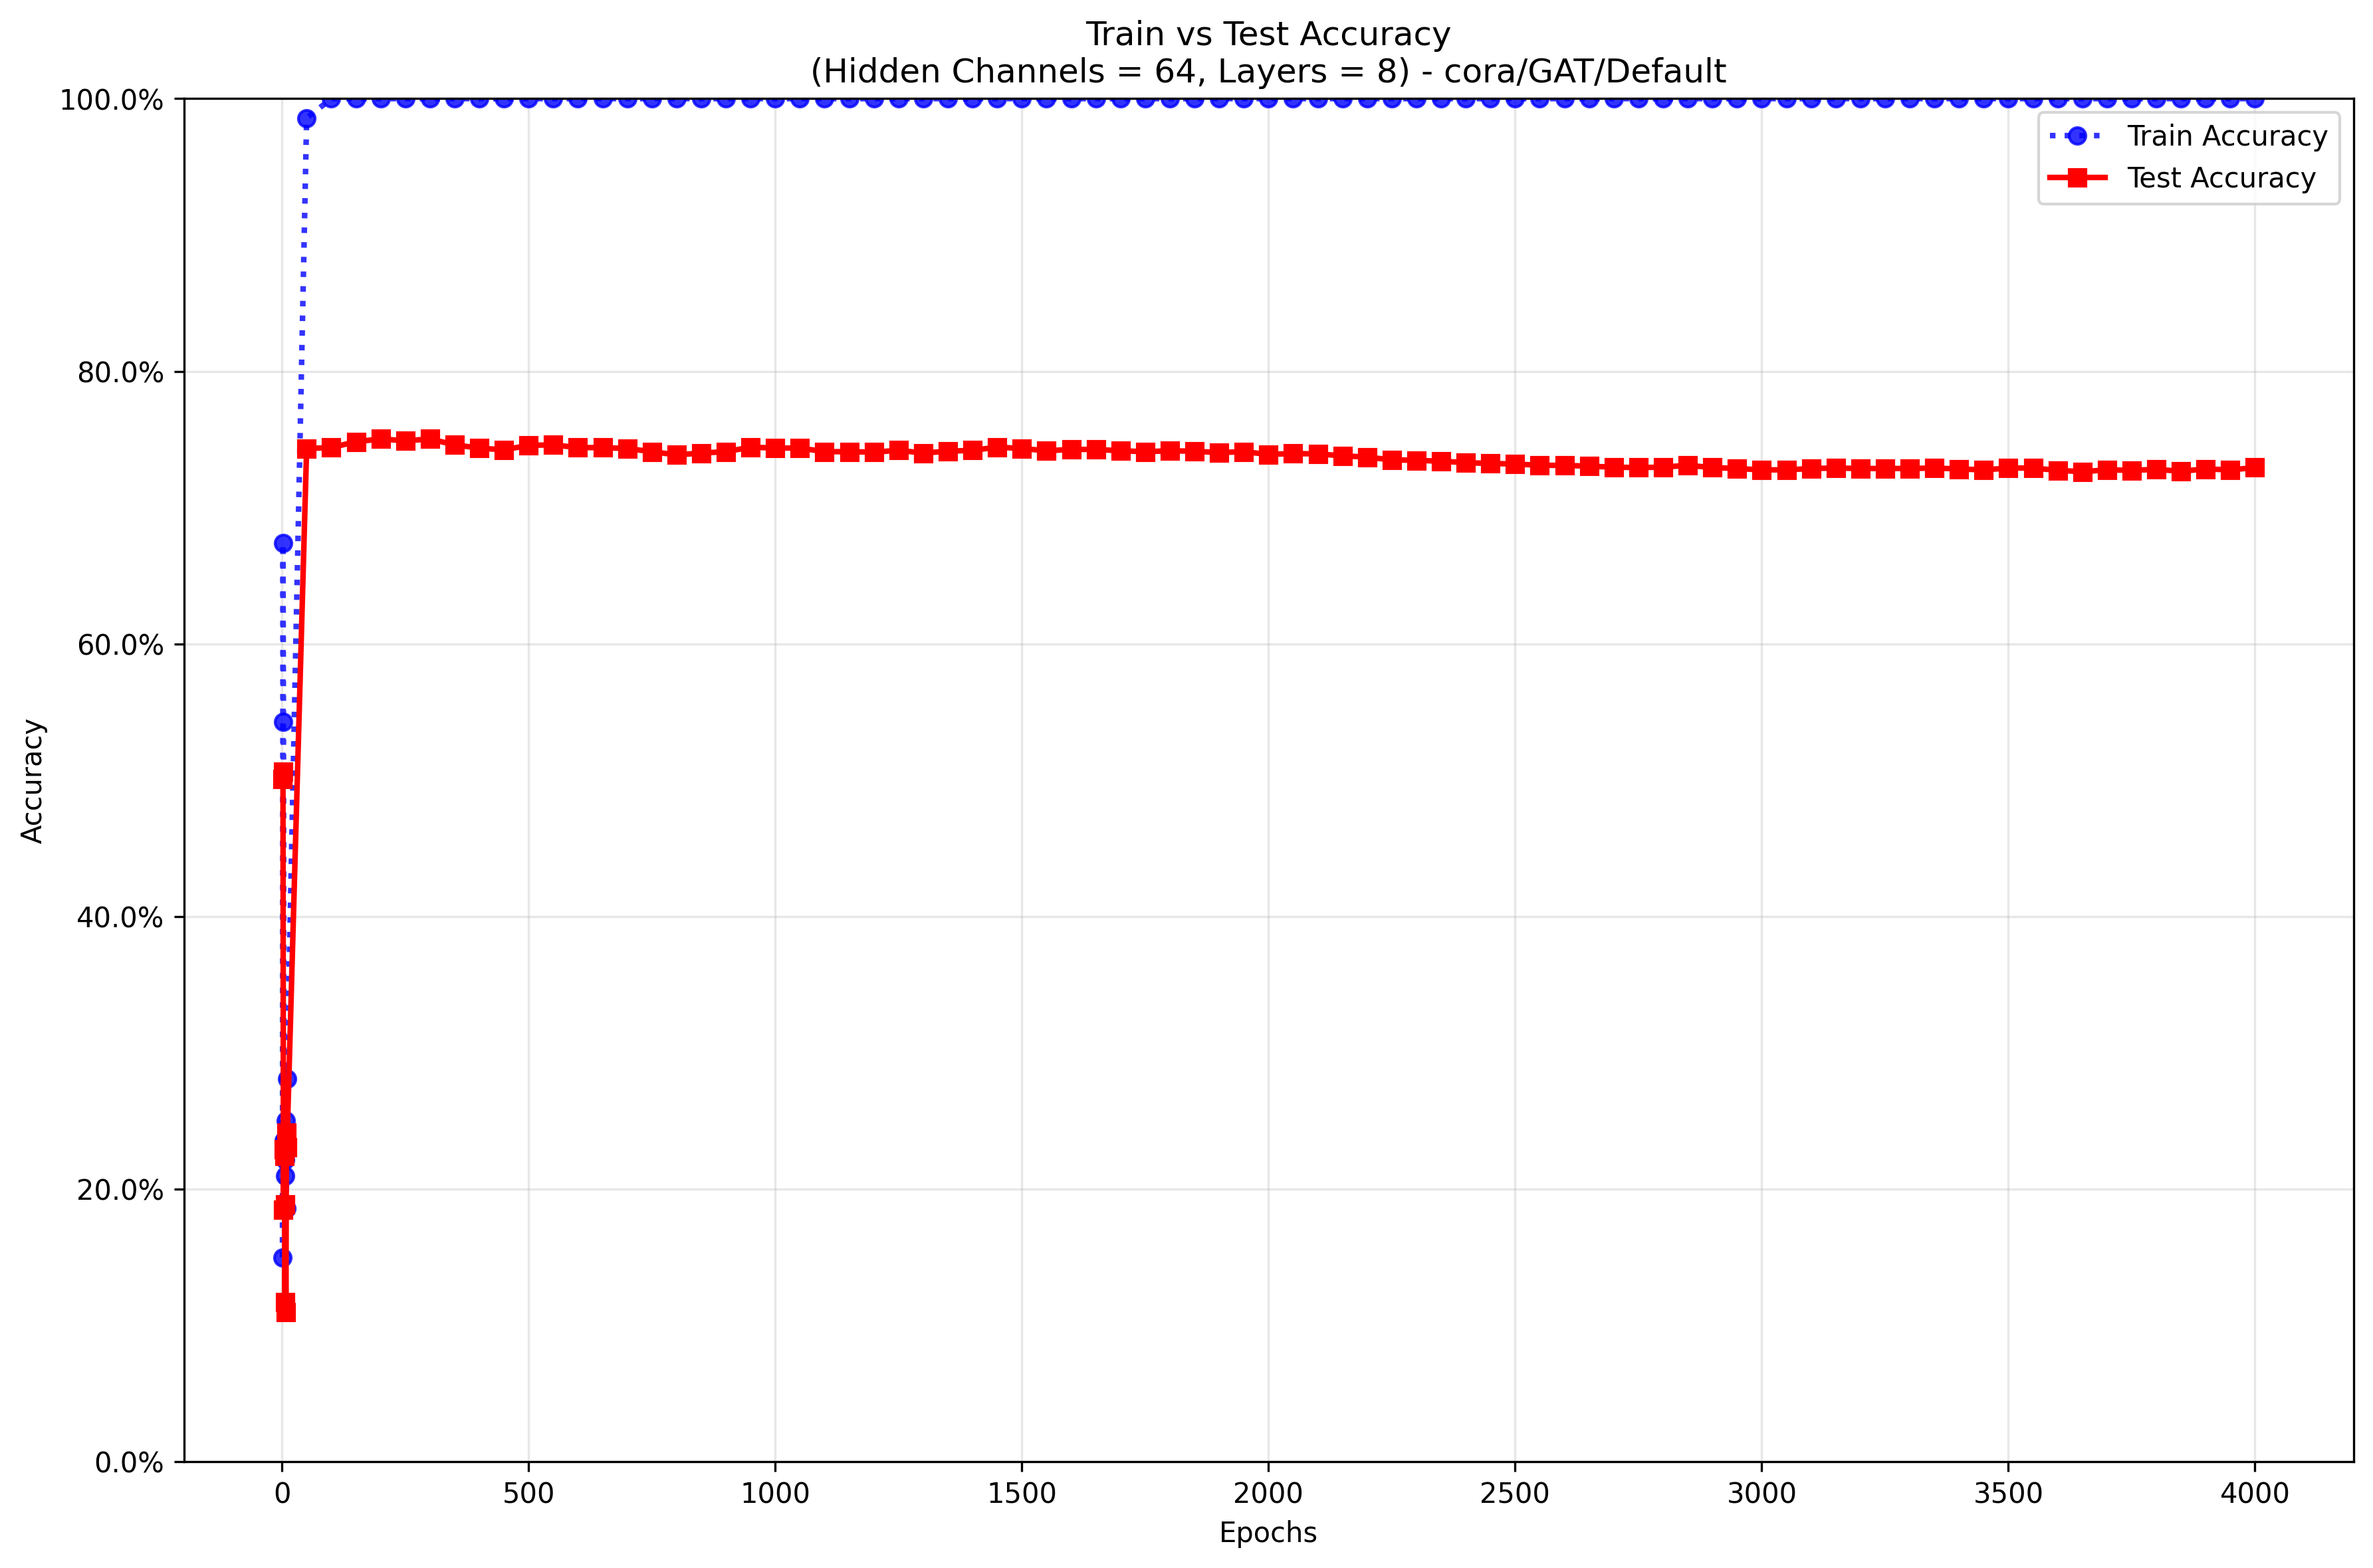 Train vs Test Accuracy
(Hidden Channels = 64, Layers = 8) - cora/GAT/Default
100.0%
80.0%
60.0%
40.0%
20.0%
0.0%
Accuracy
Train Accuracy
Test Accuracy
0 500 1000 1500 2000 2500 3000 3500 4000
Epochs